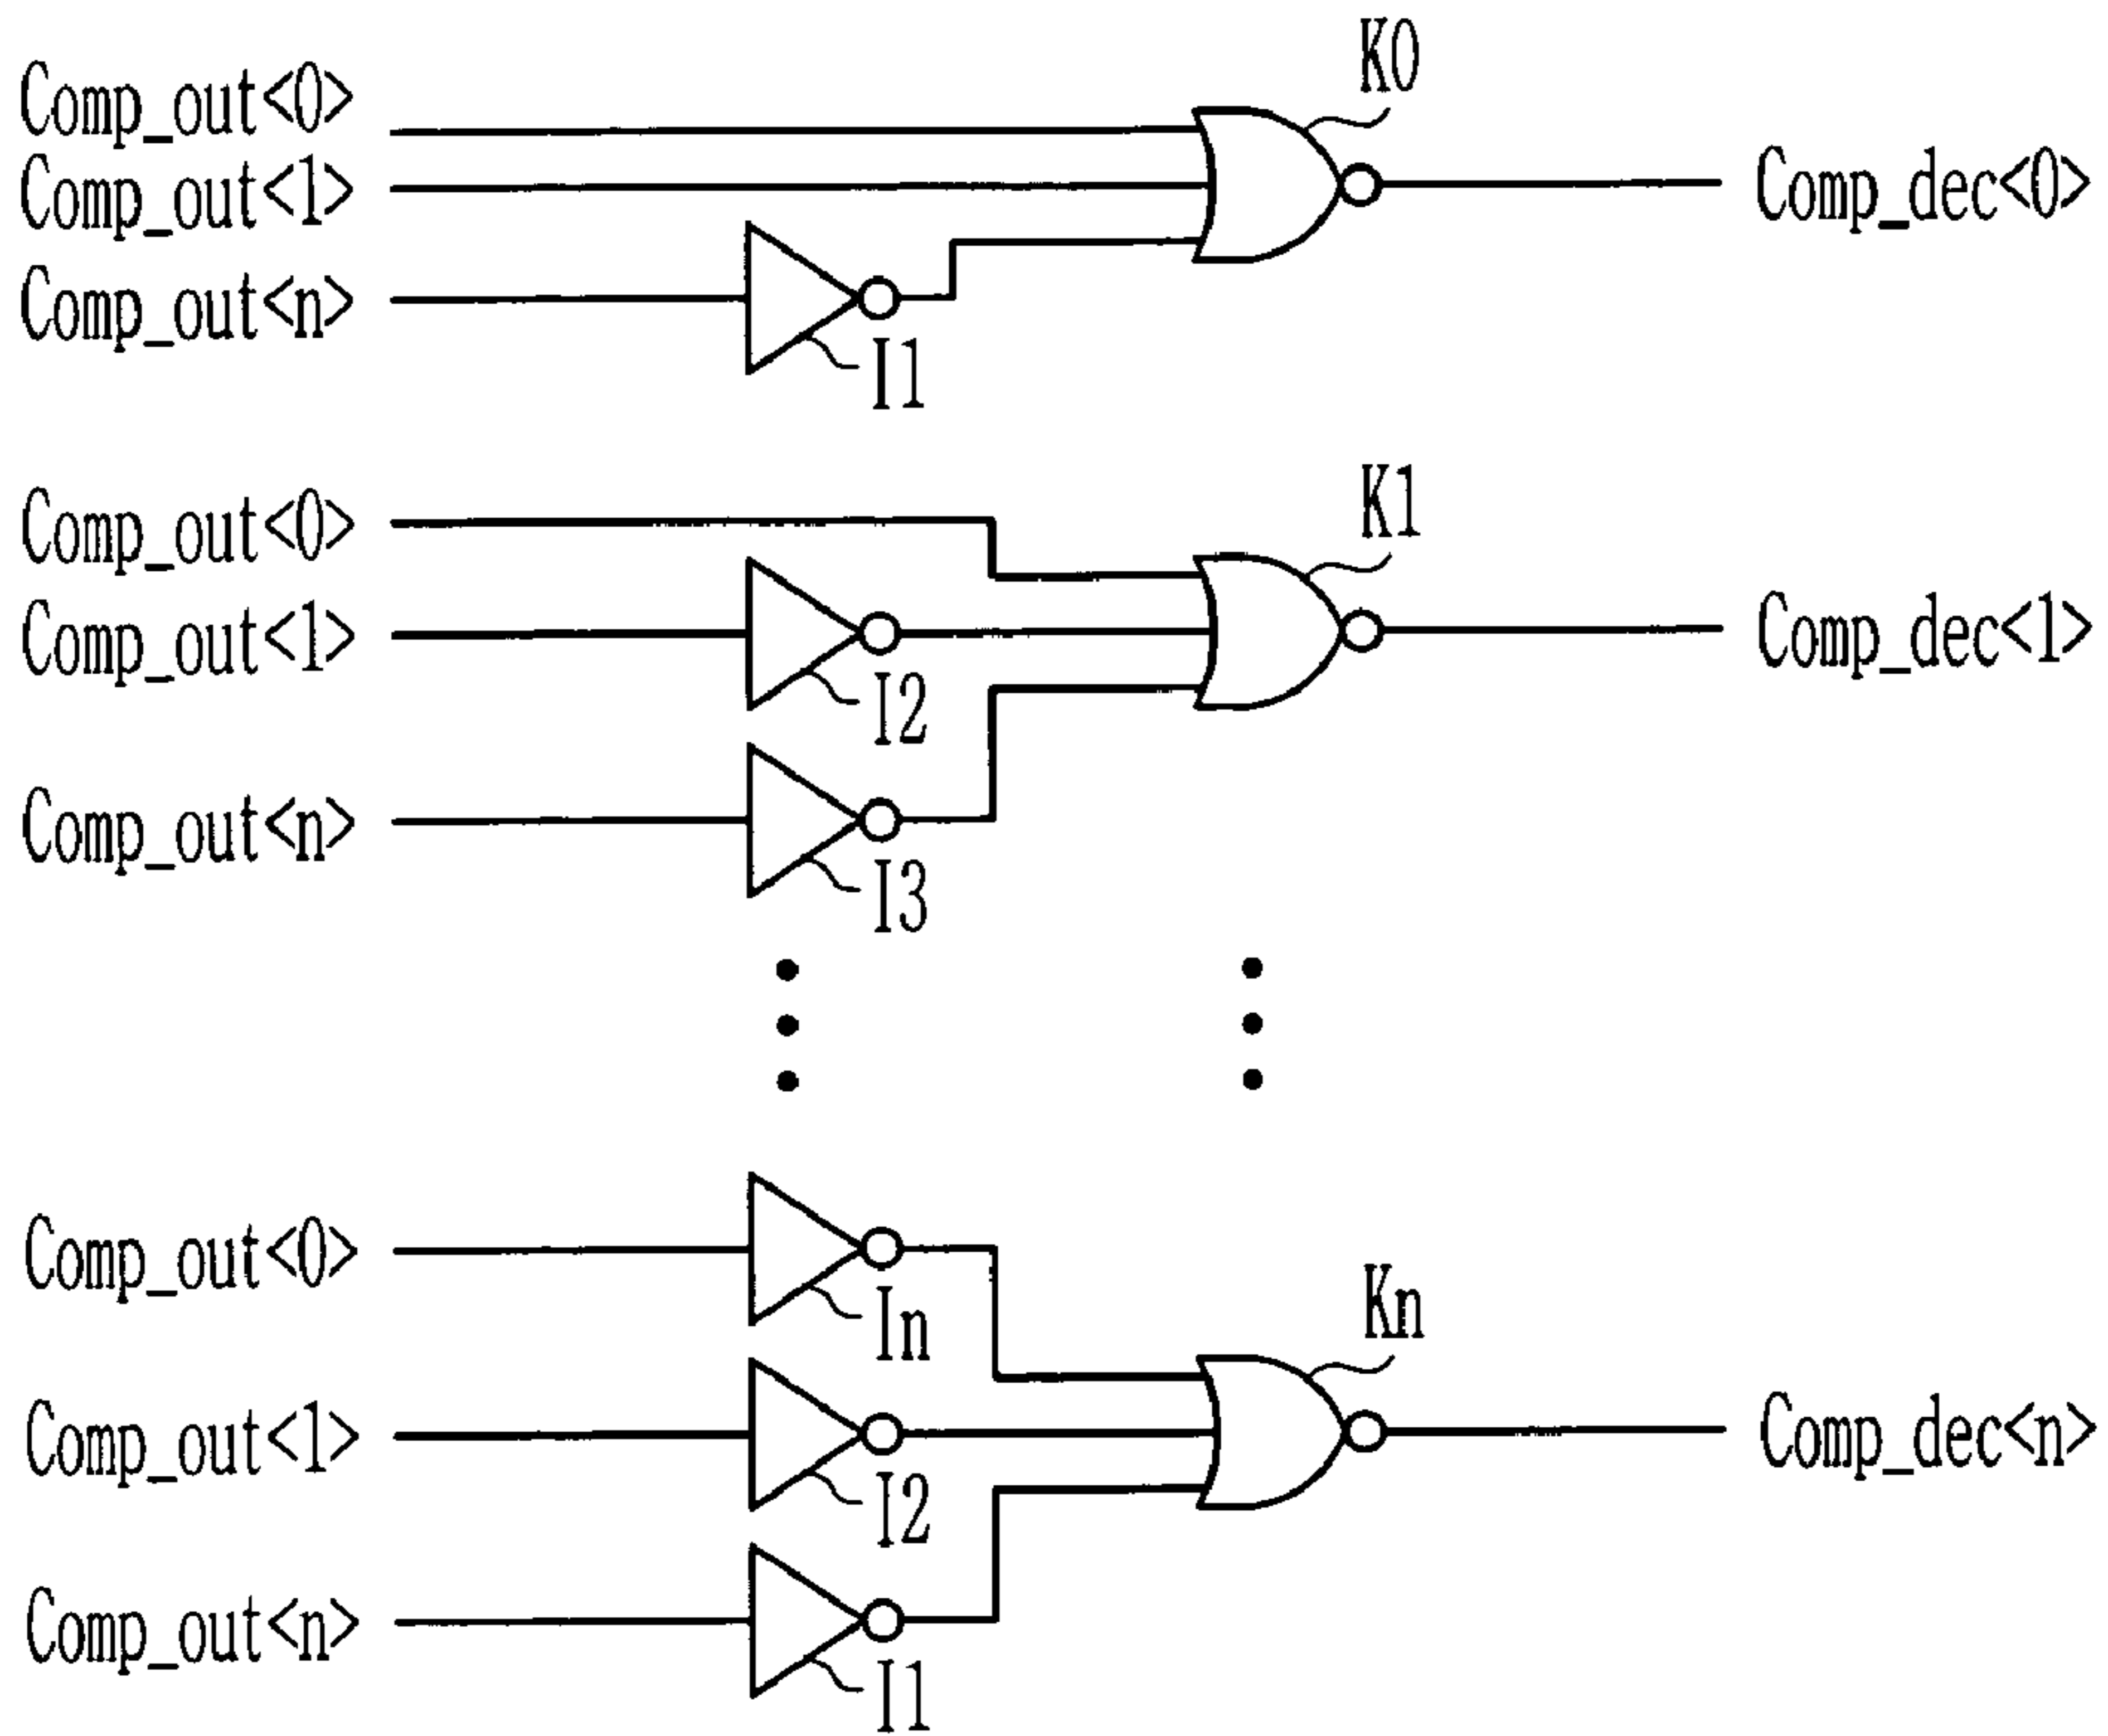 K0
Comp_out<0>
Comp_out<1>
Comp_dec<0>
Comp_out<n>
I1
K1
Comp_out<0>
Comp_out<1>
Comp_dec<1>
I2
Comp_out<n>
I3
Comp_out<0>
In
Kn
Comp_out<1>
Comp_dec<n>
I2
Comp_out<n>
I1